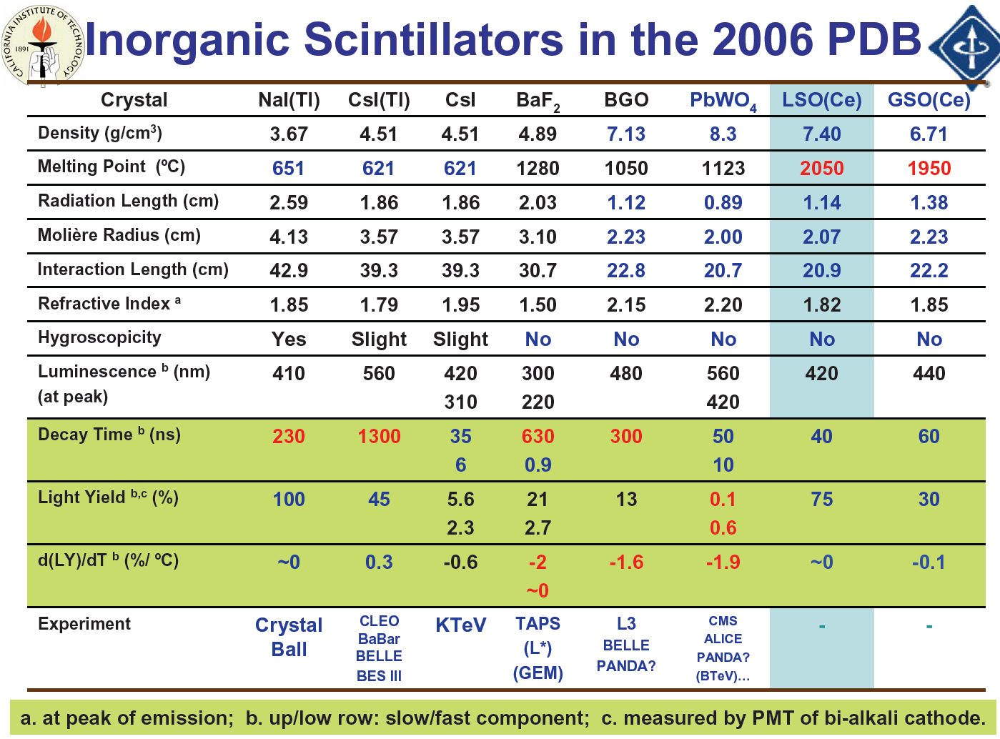 CALIFORNIA INSTITUTE OF TECHNOLOGY
1891
Inorganic Scintillators in the 2006 PDB
Crystal NaI(Tl) CsI(Tl) CsI BaF2 BGO PbWO4 LSO(Ce) GSO(Ce)
Density (g/cm3) 3.67 4.51 4.51 4.89 7.13 8.3 7.40 6.71
Melting Point (ºC) 651 621 621 1280 1050 1123 2050 1950
Radiation Length (cm) 2.59 1.86 1.86 2.03 1.12 0.89 1.14 1.38
Molière Radius (cm) 4.13 3.57 3.57 3.10 2.23 2.00 2.07 2.23
Interaction Length (cm) 42.9 39.3 39.3 30.7 22.8 20.7 20.9 22.2
Refractive Index a 1.85 1.79 1.95 1.50 2.15 2.20 1.82 1.85
Hygroscopicity Yes Slight Slight No No No No No
Luminescence b (nm) 410 560 420 300 480 560 420 440
(at peak) 310 220 420
Decay Time b (ns) 230 1300 35 630 300 50 40 60
6 0.9 10
Light Yield b,c (%) 100 45 5.6 21 13 0.1 75 30
2.3 2.7 0.6
d(LY)/dT b (%/ ºC) ~0 0.3 -0.6 -2 -1.6 -1.9 ~0 -0.1
~0
Experiment Crystal CLEO KTeV TAPS L3 CMS - -
Ball BaBar (L*) BELLE ALICE
BELLE (GEM) PANDA? PANDA?
BES III (BTeV)…
a. at peak of emission; b. up/low row: slow/fast component; c. measured by PMT of bi-alkali cathode.